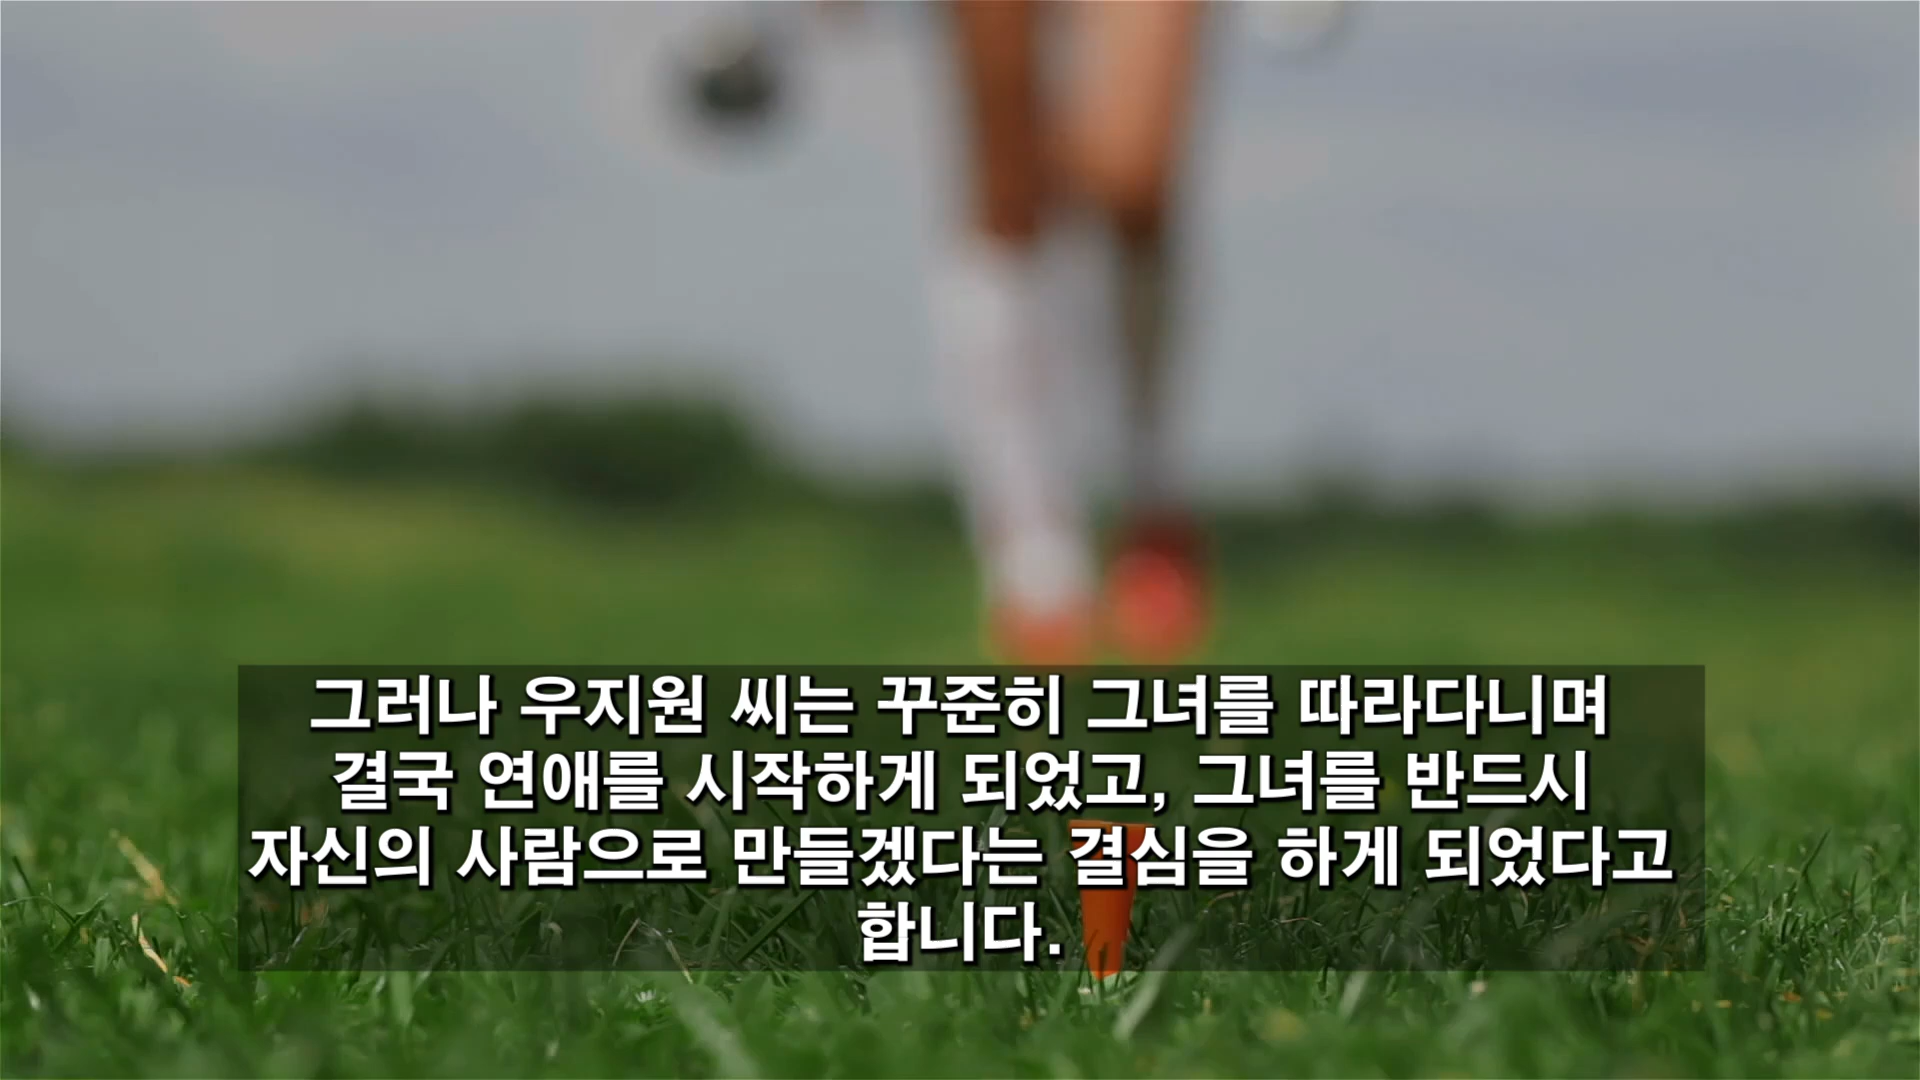 그러나 우지원 씨는 꾸준히 그녀를 따라다니며
결국 연애를 시작하게 되었고, 그녀를 반드시
자신의 사람으로 만들겠다는 결심을 하게 되었다고
합니다.